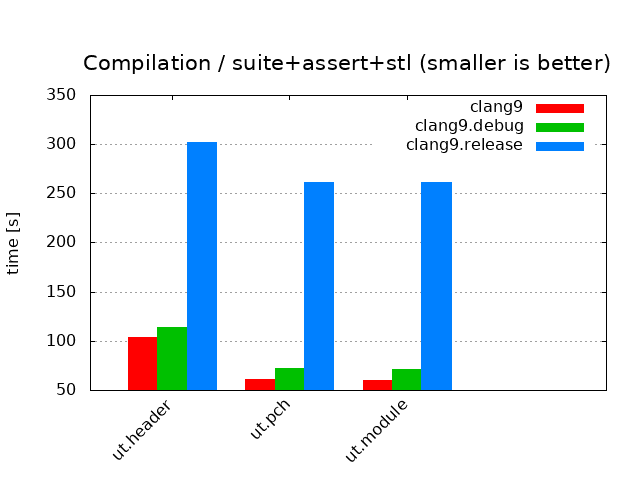 Compilation / suite+assert+stl (smaller is better)
350
300
250
200
150
100
50
time [s]
clang9
clang9.debug
clang9.release
ut.header
ut.pch
ut.module